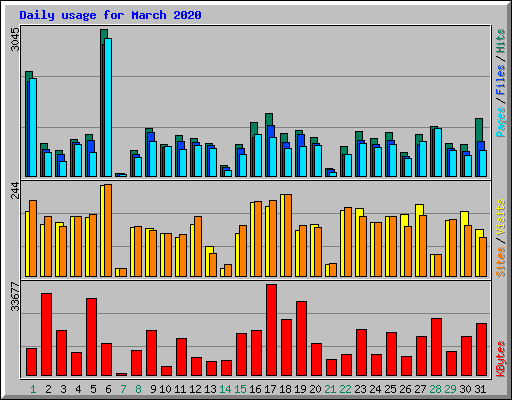 Daily usage for March 2020
3045
Pages / Files / Hits
244
Sites / Visits
33677
KBytes
1 2 3 4 5 6 7 8 9 10 11 12 13 14 15 16 17 18 19 20 21 22 23 24 25 26 27 28 29 30 31